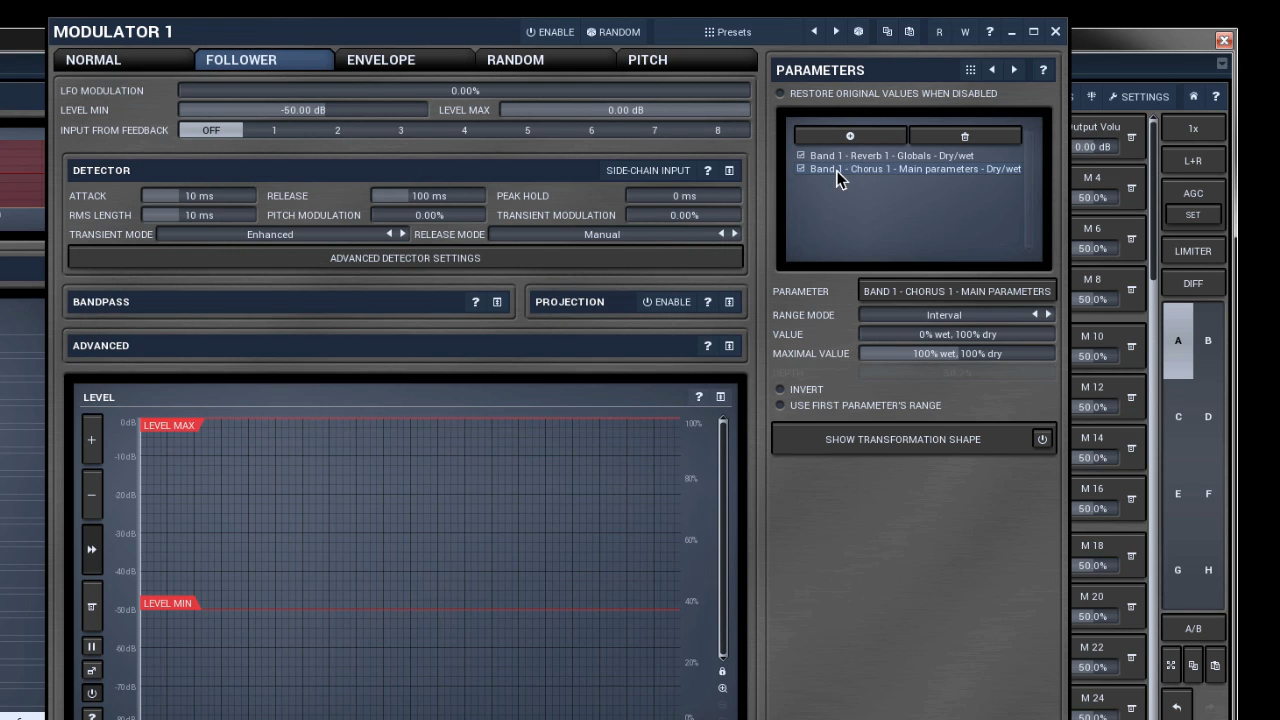 MODULATOR 1
ENABLE
RANDOM
Presets
R
W
?
NORMAL
FOLLOWER
ENVELOPE
RANDOM
PITCH
LFO MODULATION
0.00%
LEVEL MIN
-50.00 dB
LEVEL MAX
0.00 dB
INPUT FROM FEEDBACK
OFF
1
2
3
4
5
6
7
8
DETECTOR
SIDE-CHAIN INPUT
?
ATTACK
10 ms
RELEASE
100 ms
PEAK HOLD
0 ms
RMS LENGTH
10 ms
PITCH MODULATION
0.00%
TRANSIENT MODULATION
0.00%
TRANSIENT MODE
Enhanced
RELEASE MODE
Manual
ADVANCED DETECTOR SETTINGS
BANDPASS
?
PROJECTION
ENABLE
?
ADVANCED
?
LEVEL
?
LEVEL MAX
LEVEL MIN
0dB
-10dB
-20dB
-30dB
-40dB
-50dB
-60dB
-70dB
-80dB
100%
80%
60%
40%
20%
0%
?
PARAMETERS
?
RESTORE ORIGINAL VALUES WHEN DISABLED
Band 1 - Reverb 1 - Globals - Dry/wet
Band 1 - Chorus 1 - Main parameters - Dry/wet
PARAMETER
BAND 1 - CHORUS 1 - MAIN PARAMETERS
RANGE MODE
Interval
VALUE
0% wet, 100% dry
MAXIMAL VALUE
100% wet, 100% dry
INVERT
USE FIRST PARAMETER'S RANGE
SHOW TRANSFORMATION SHAPE
S
SETTINGS
?
utput Volu
0.00 dB
M 4
50.0%
M 6
50.0%
M 8
50.0%
M 10
50.0%
M 12
50.0%
M 14
50.0%
M 16
50.0%
M 18
50.0%
M 20
50.0%
M 22
50.0%
M 24
50.0%
1x
L+R
AGC
SET
LIMITER
DIFF
A
B
C
D
E
F
G
H
A/B